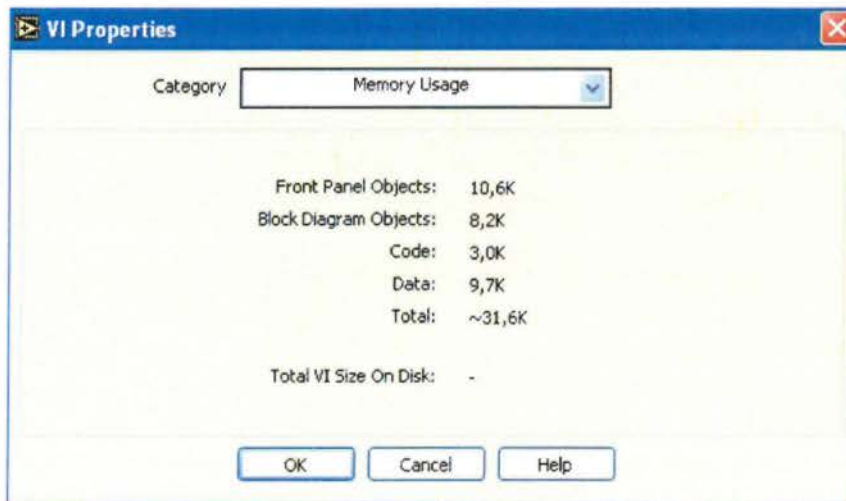 VI Properties
Category Memory Usage
Front Panel Objects: 10,6K
Block Diagram Objects: 8,2K
Code: 3,0K
Data: 9,7K
Total: ~31,6K
Total VI Size On Disk: -
OK Cancel Help